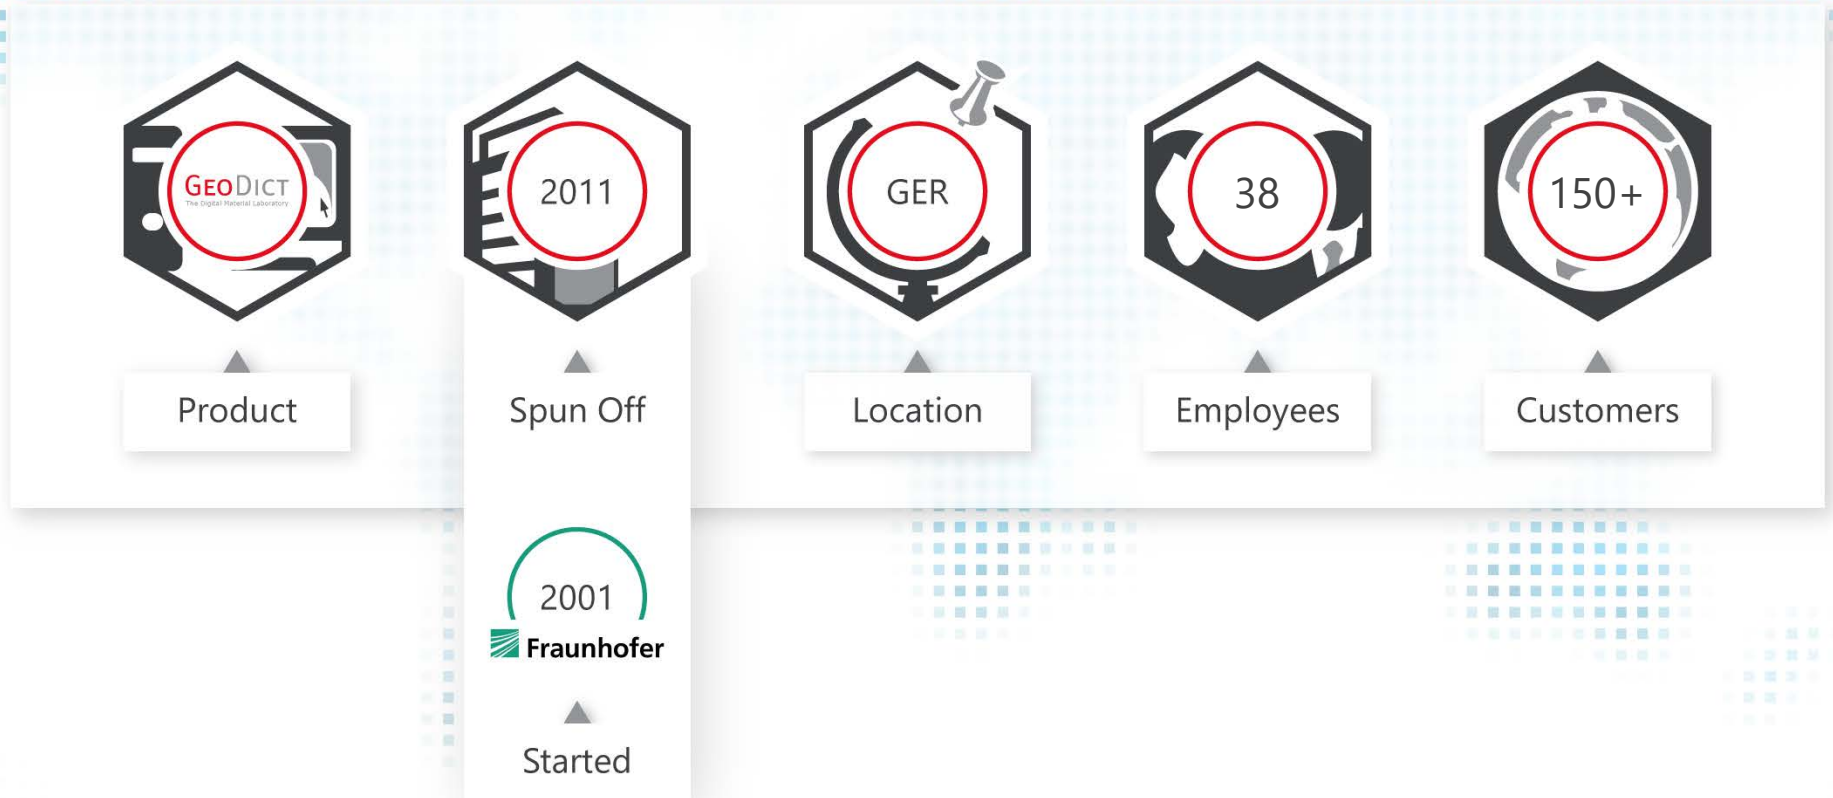 GEODICT
The Digital Material Laboratory
2011
GER
38
150+
Product
Spun Off
Location
Employees
Customers
2001
Fraunhofer
Started